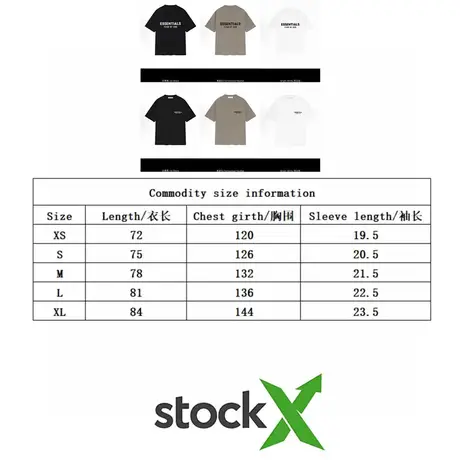 ESSENTIALS
ESSENTIALS
Commodity size information
Size Length/衣长 Chest girth/胸围 Sleeve length/袖长
XS 72 120 19.5
S 75 126 20.5
M 78 132 21.5
L 81 136 22.5
XL 84 144 23.5
stockX